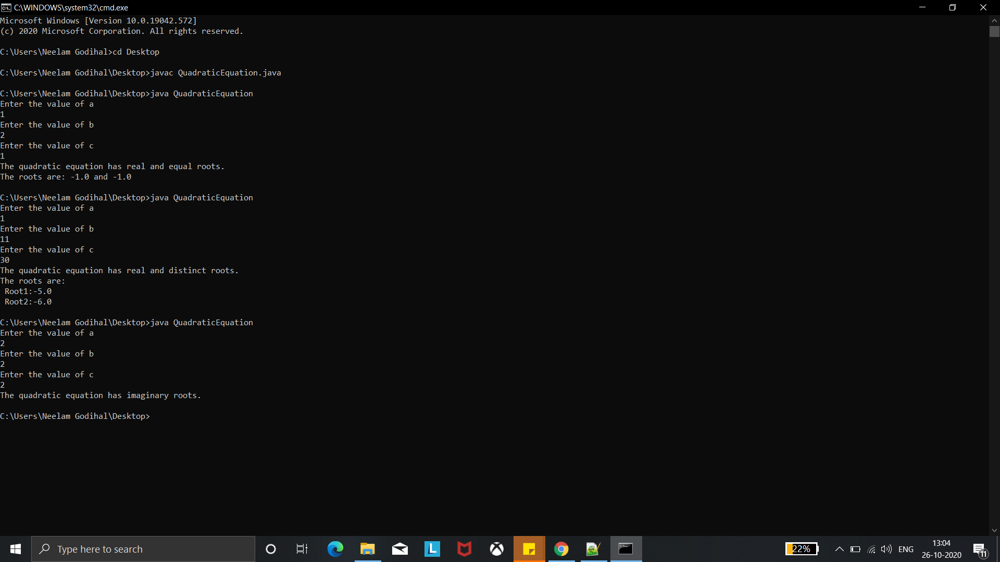 C:\WINDOWS\system32\cmd.exe
Microsoft Windows [Version 10.0.19042.572]
(c) 2020 Microsoft Corporation. All rights reserved.
C:\Users\Neelam Godihal>cd Desktop
C:\Users\Neelam Godihal\Desktop>javac QuadraticEquation.java
C:\Users\Neelam Godihal\Desktop>java QuadraticEquation
Enter the value of a
1
Enter the value of b
2
Enter the value of c
1
The quadratic equation has real and equal roots.
The roots are: -1.0 and -1.0
C:\Users\Neelam Godihal\Desktop>java QuadraticEquation
Enter the value of a
1
Enter the value of b
11
Enter the value of c
30
The quadratic equation has real and distinct roots.
The roots are:
Root1:-5.0
Root2:-6.0
C:\Users\Neelam Godihal\Desktop>java QuadraticEquation
Enter the value of a
2
Enter the value of b
2
Enter the value of c
2
The quadratic equation has imaginary roots.
C:\Users\Neelam Godihal\Desktop>
Type here to search
L
22%
ENG
13:04
26-10-2020
11